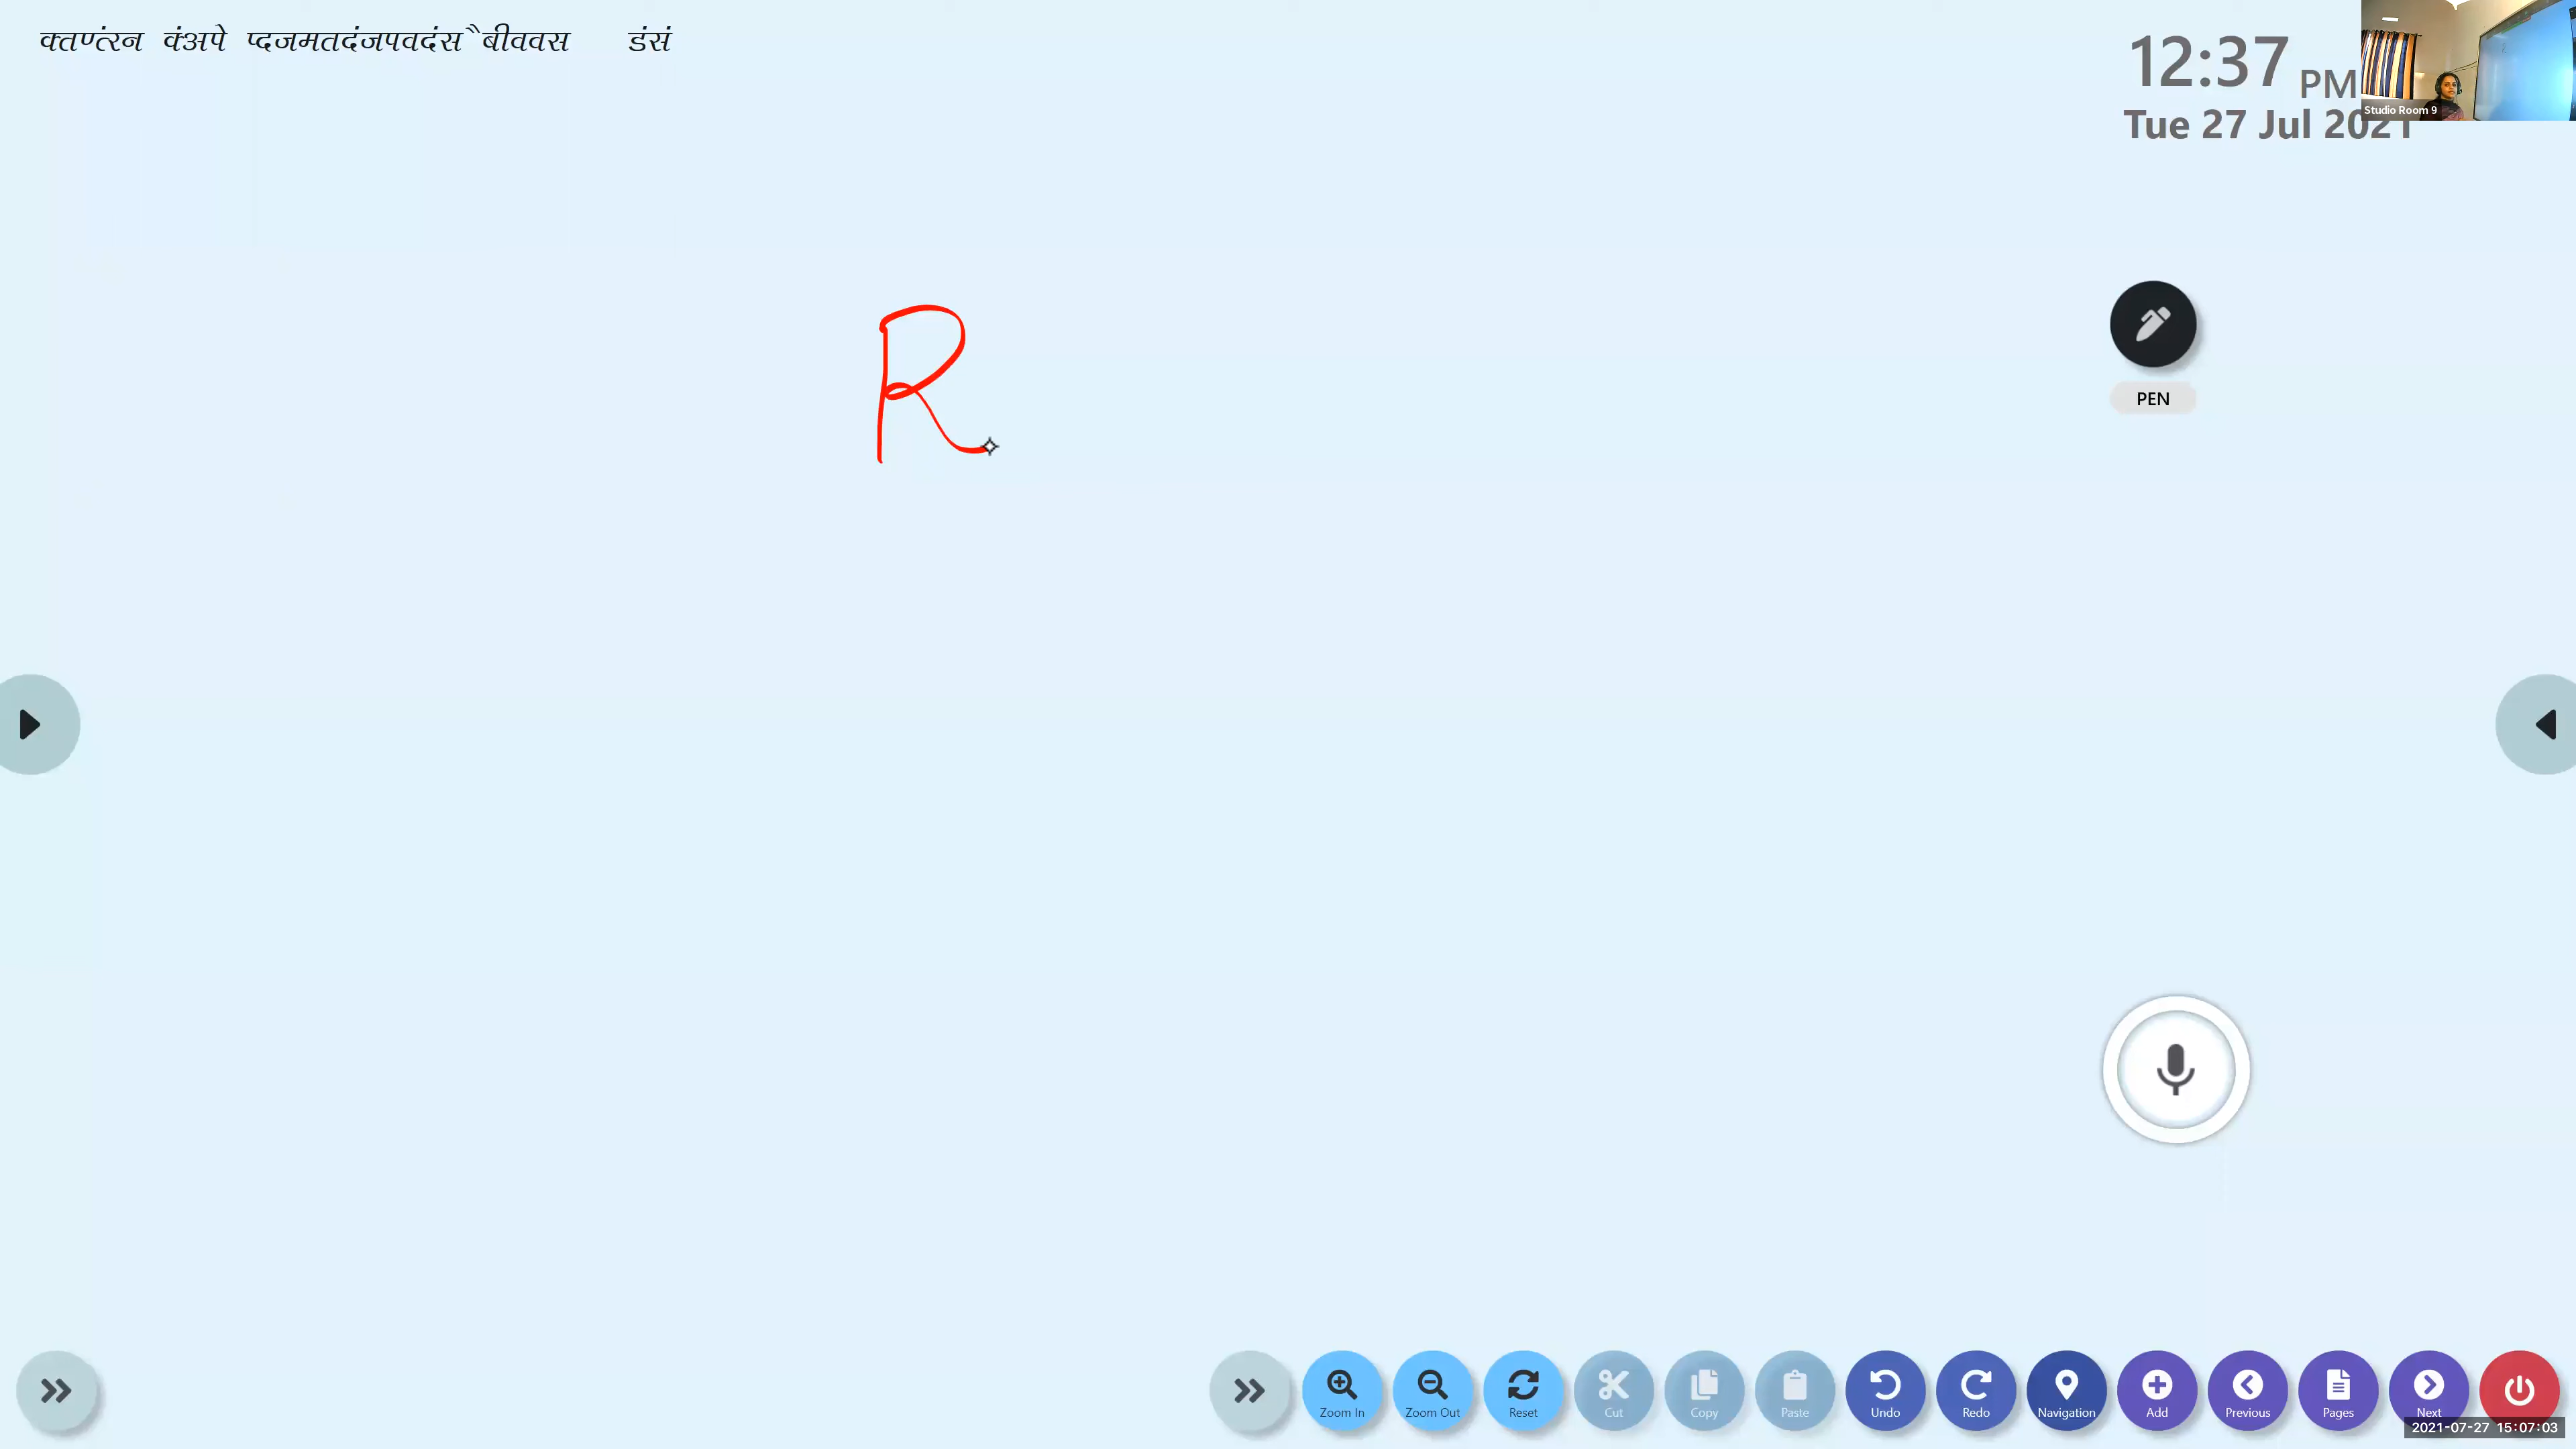 क्तण्त्ंरन क्ंअपे प्दजमतदंजपवदंस ैबीववस डंसं
12:37 PM
Tue 27 Jul 2021
Studio Room 9
R
PEN
Zoom In
Zoom Out
Reset
Cut
Copy
Paste
Undo
Redo
Navigation
Add
Previous
Pages
Next
2021-07-27 15:07:03